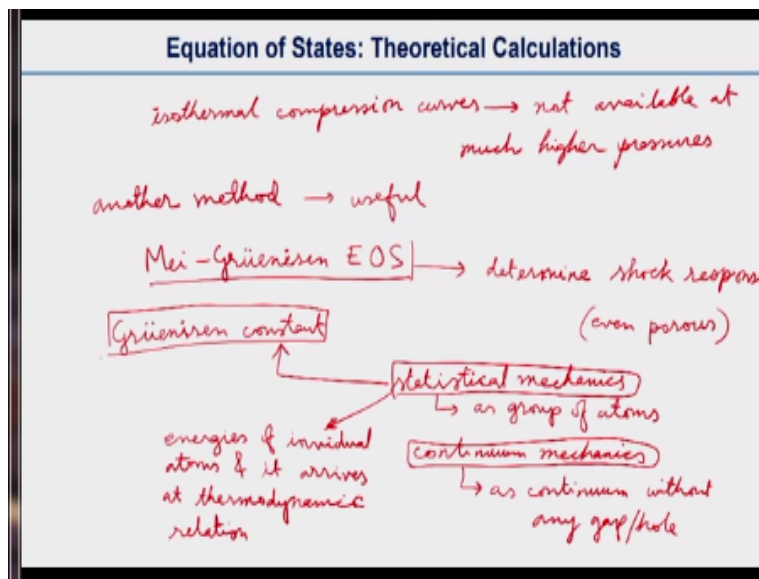 Equation of States: Theoretical Calculations
isothermal compression curves → not available at
much higher pressures
another method → useful
Mei-Grüenisen EOS → determine shock respons
(even porous)
Grüenisen constant
statistical mechanics
↳ as group of atoms
energies of invidual
atoms & it arrives
at thermodynamic
relation
continuum mechanics
↳ as continuum without
any gap/hole